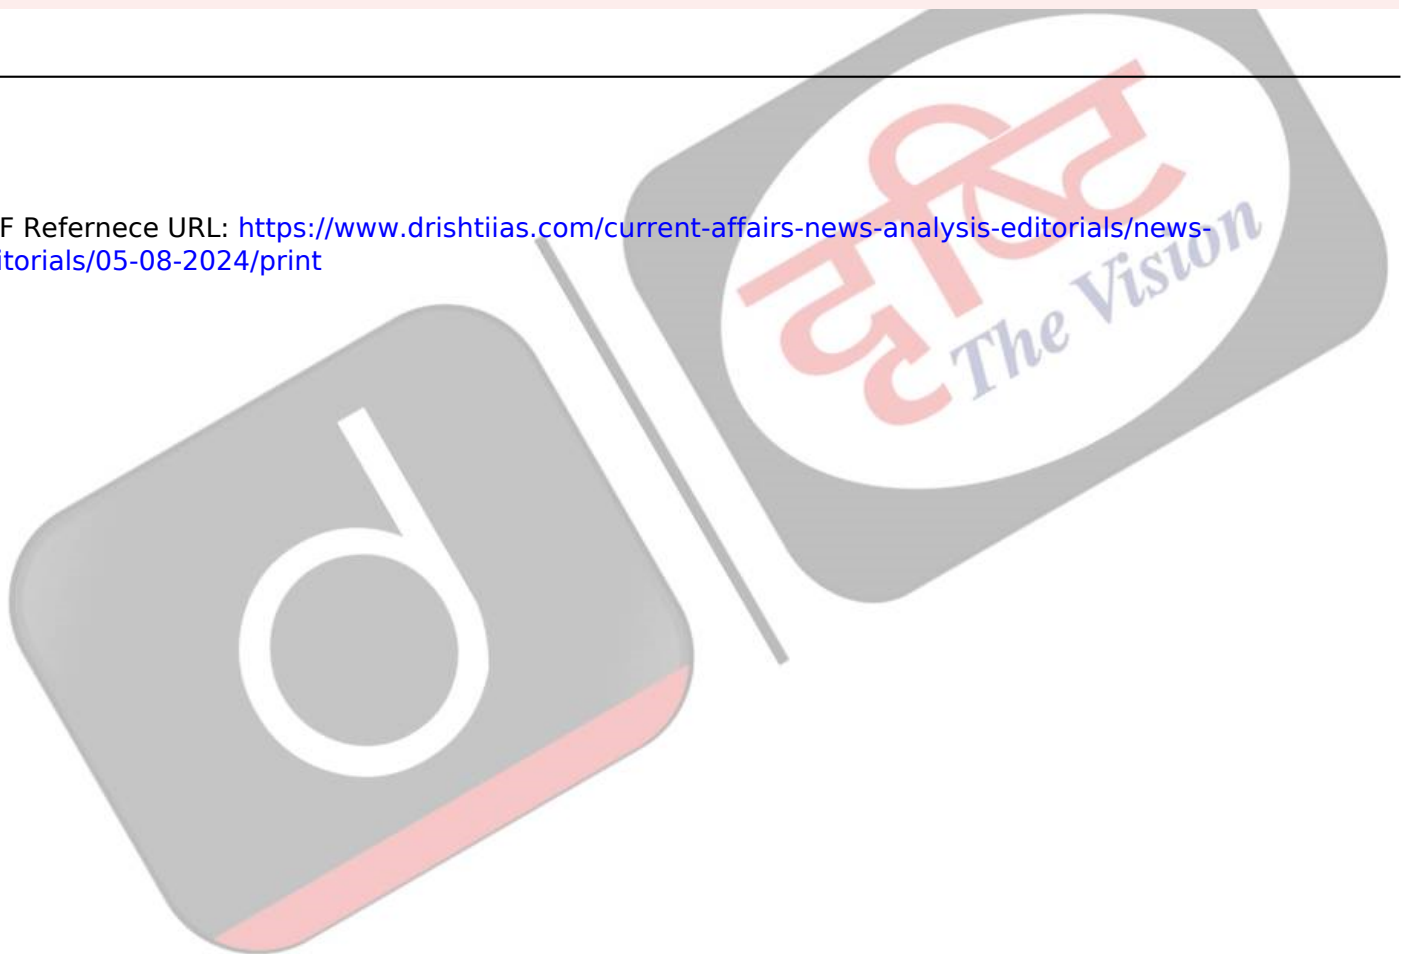 F Refernece URL: https://www.drishtiias.com/current-affairs-news-analysis-editorials/news-
itorials/05-08-2024/print
दृष्टि
The Vision
d